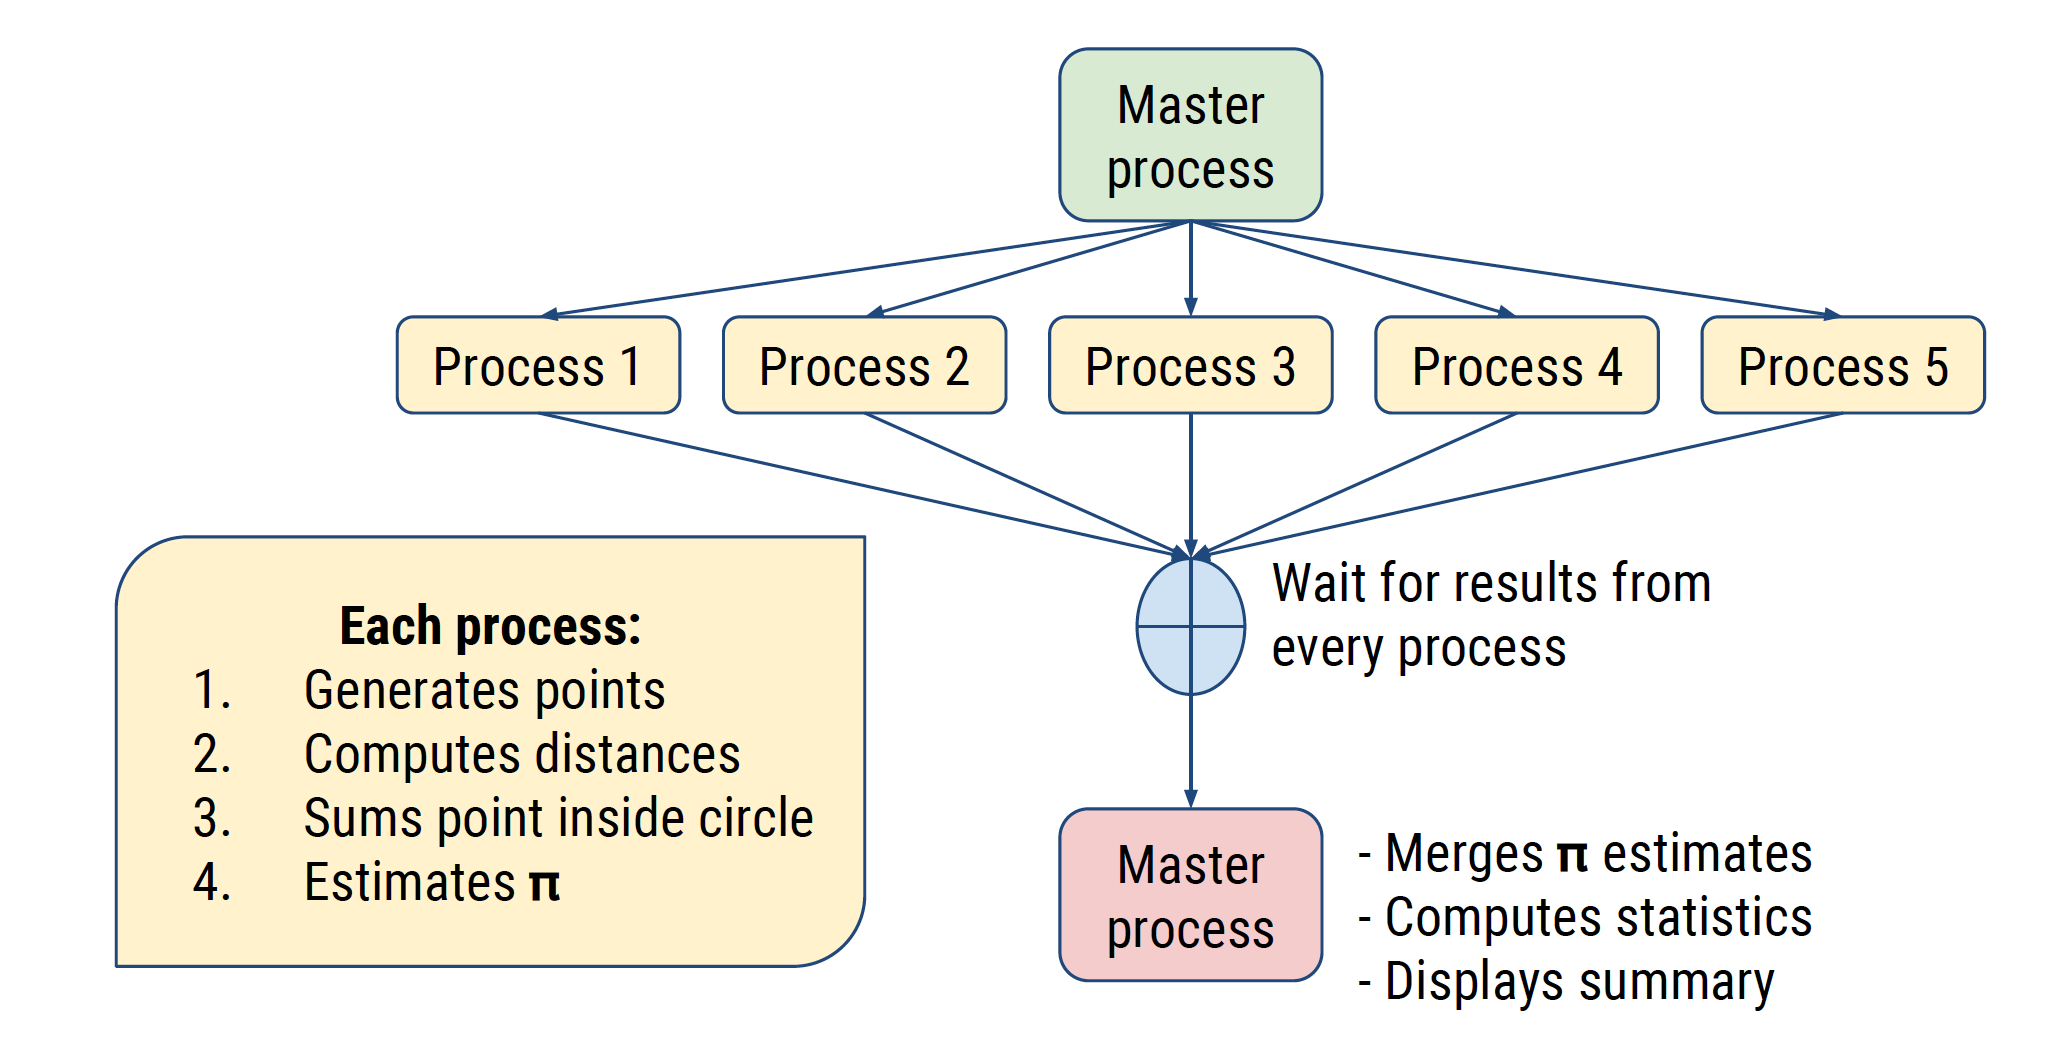 Master
process
Process 1
Process 2
Process 3
Process 4
Process 5
Wait for results from
every process
Each process:
1. Generates points
2. Computes distances
3. Sums point inside circle
4. Estimates π
Master
process
- Merges π estimates
- Computes statistics
- Displays summary